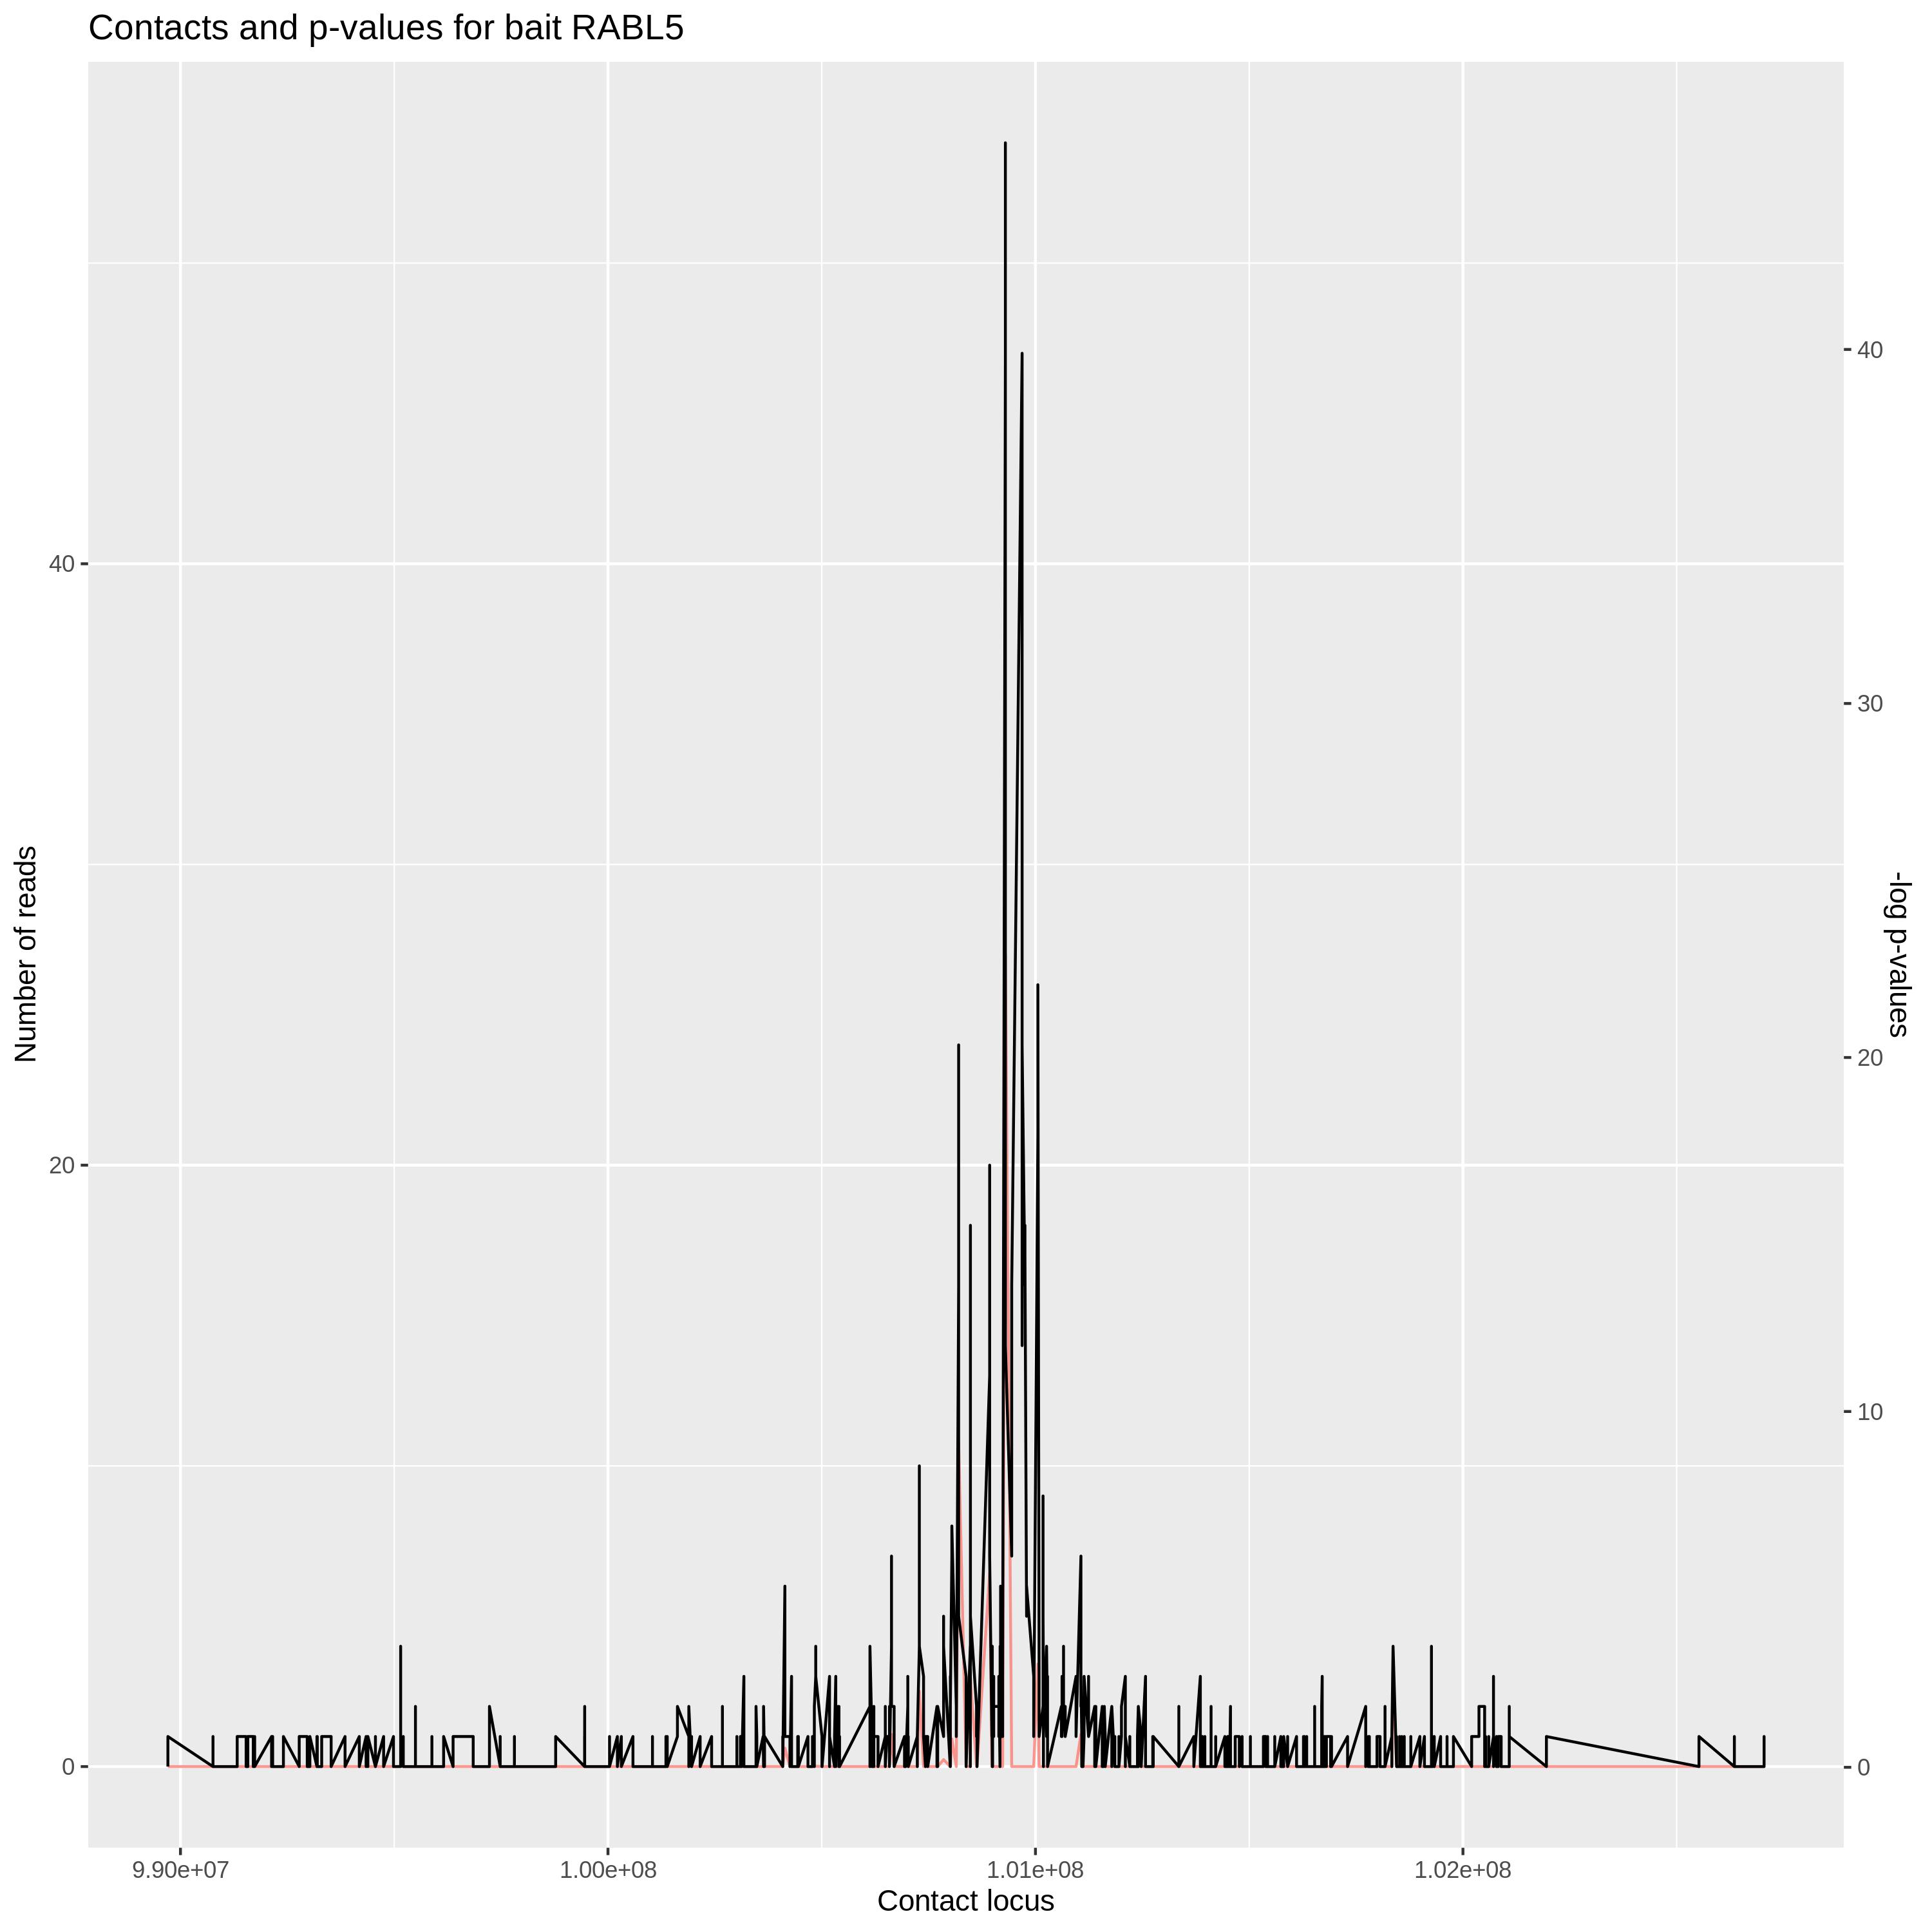 Contacts and p-values for bait RABL5
Number of reads
40
20
0
40
30
20
10
0
-log p-values
9.90e+07 1.00e+08 1.01e+08 1.02e+08
Contact locus